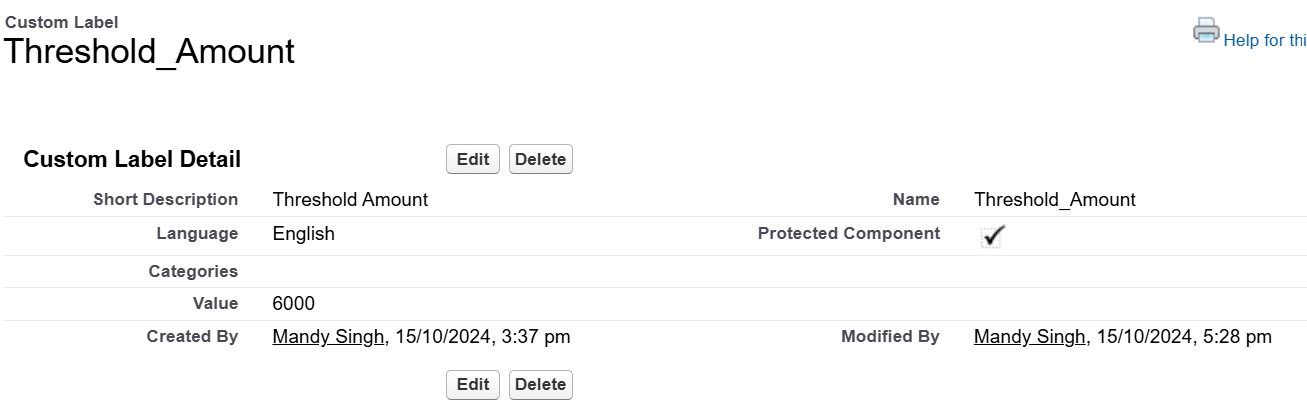 Custom Label
Threshold_Amount
Help for thi
Custom Label Detail Edit Delete
Short Description Threshold Amount Name Threshold_Amount
Language English Protected Component
Categories
Value 6000
Created By Mandy Singh, 15/10/2024, 3:37 pm Modified By Mandy Singh, 15/10/2024, 5:28 pm
Edit Delete